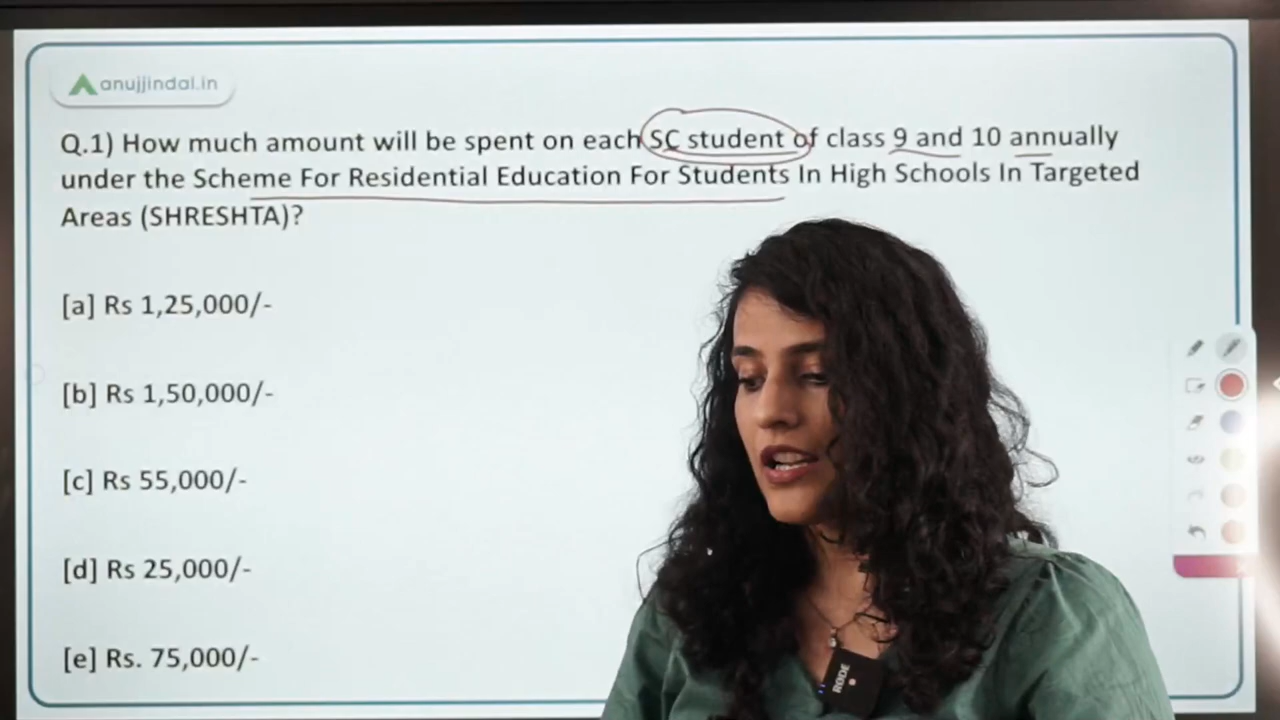 anujjindal.in
Q.1) How much amount will be spent on each SC student of class 9 and 10 annually
under the Scheme For Residential Education For Students In High Schools In Targeted
Areas (SHRESHTA)?
[a] Rs 1,25,000/-
[b] Rs 1,50,000/-
[c] Rs 55,000/-
[d] Rs 25,000/-
[e] Rs. 75,000/-
RØDE